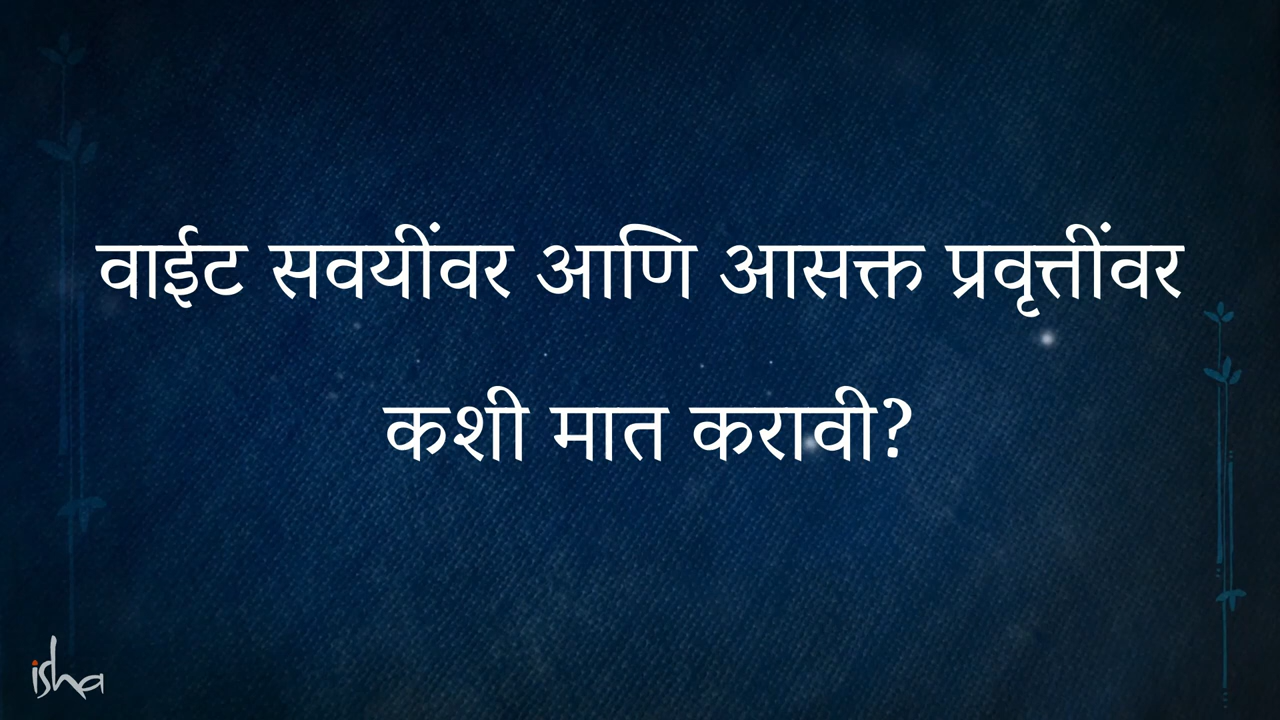 वाईट सवयींवर आणि आसक्त प्रवृत्तींवर
कशी मात करावी?
isha